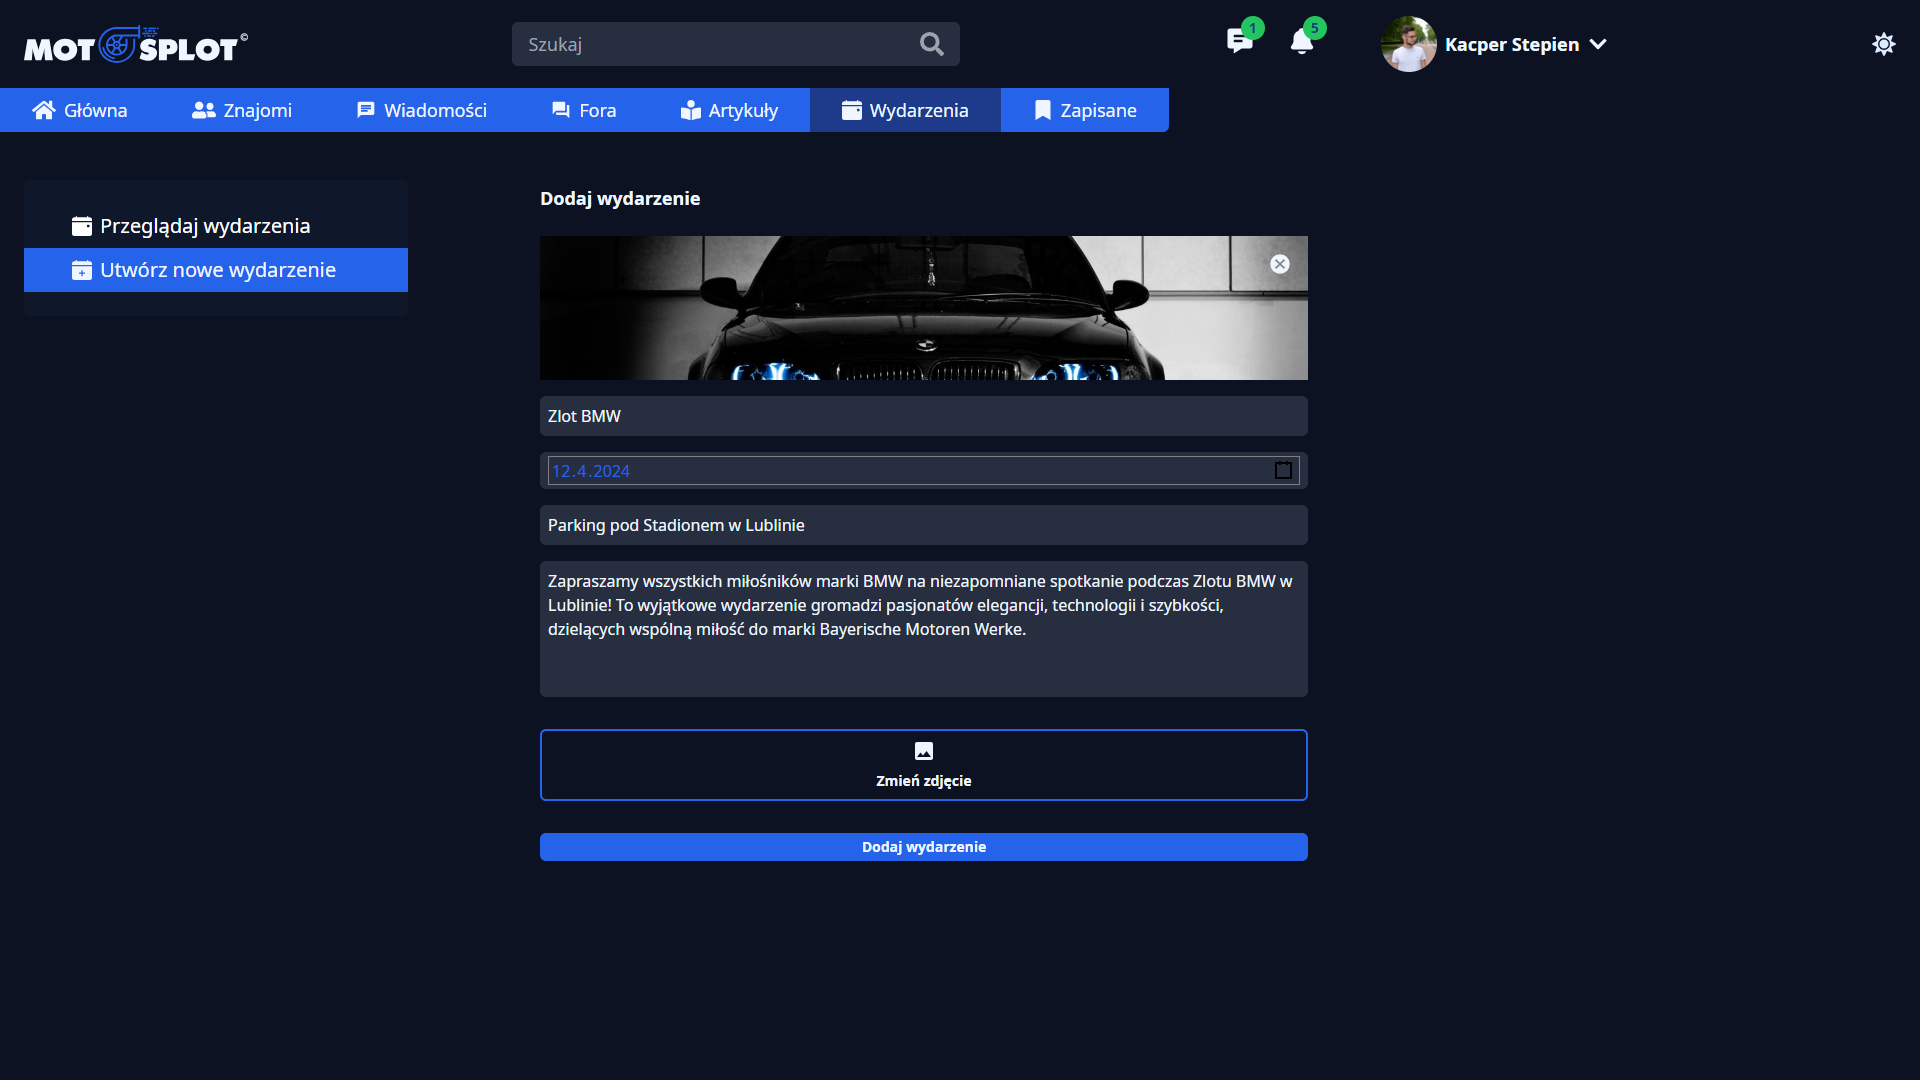 MOTOSPLOT©
Szukaj
1
5
Kacper Stepien
Główna
Znajomi
Wiadomości
Fora
Artykuły
Wydarzenia
Zapisane
Przeglądaj wydarzenia
Utwórz nowe wydarzenie
Dodaj wydarzenie
Zlot BMW
12.4.2024
Parking pod Stadionem w Lublinie
Zapraszamy wszystkich miłośników marki BMW na niezapomniane spotkanie podczas Zlotu BMW w
Lublinie! To wyjątkowe wydarzenie gromadzi pasjonatów elegancji, technologii i szybkości,
dzielących wspólną miłość do marki Bayerische Motoren Werke.
Zmień zdjęcie
Dodaj wydarzenie